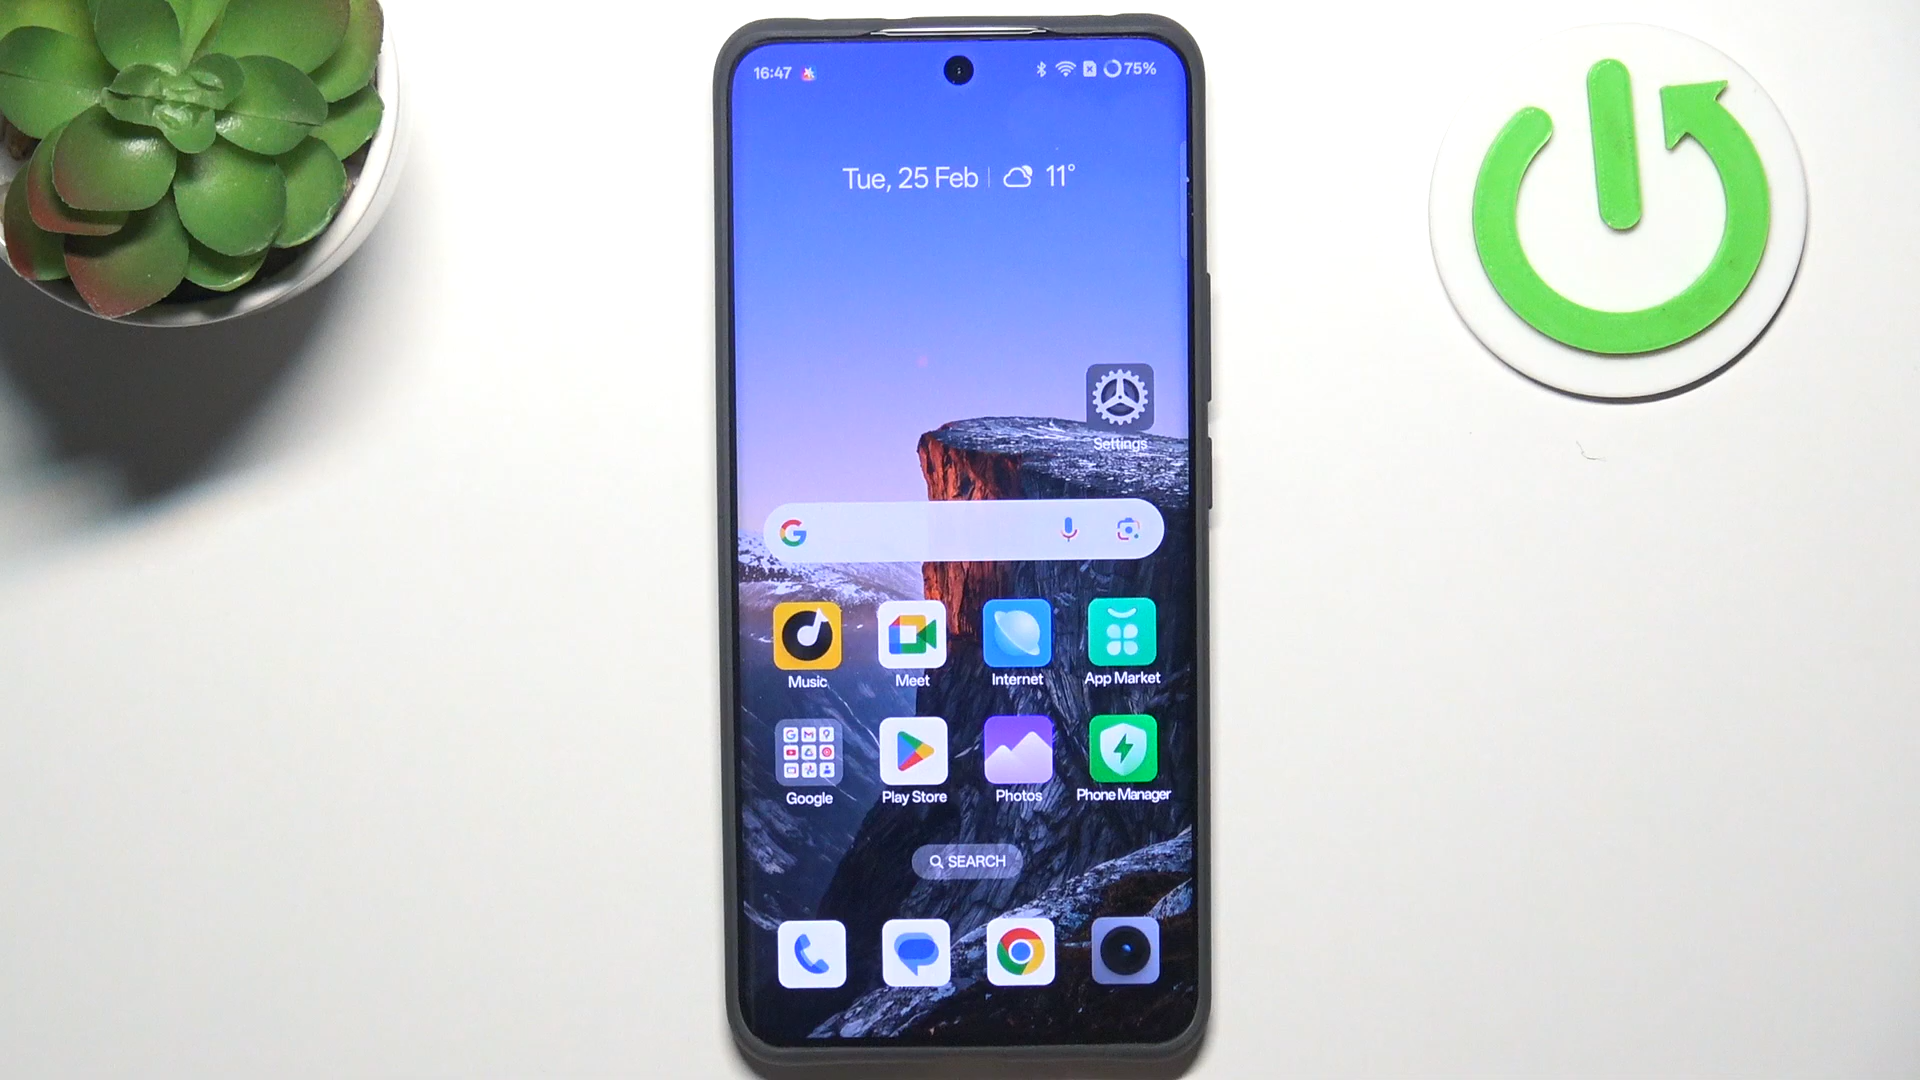 16:47 75%
Tue, 25 Feb 11°
Settings
Music Meet Internet App Market
Google Play Store Photos Phone Manager
SEARCH